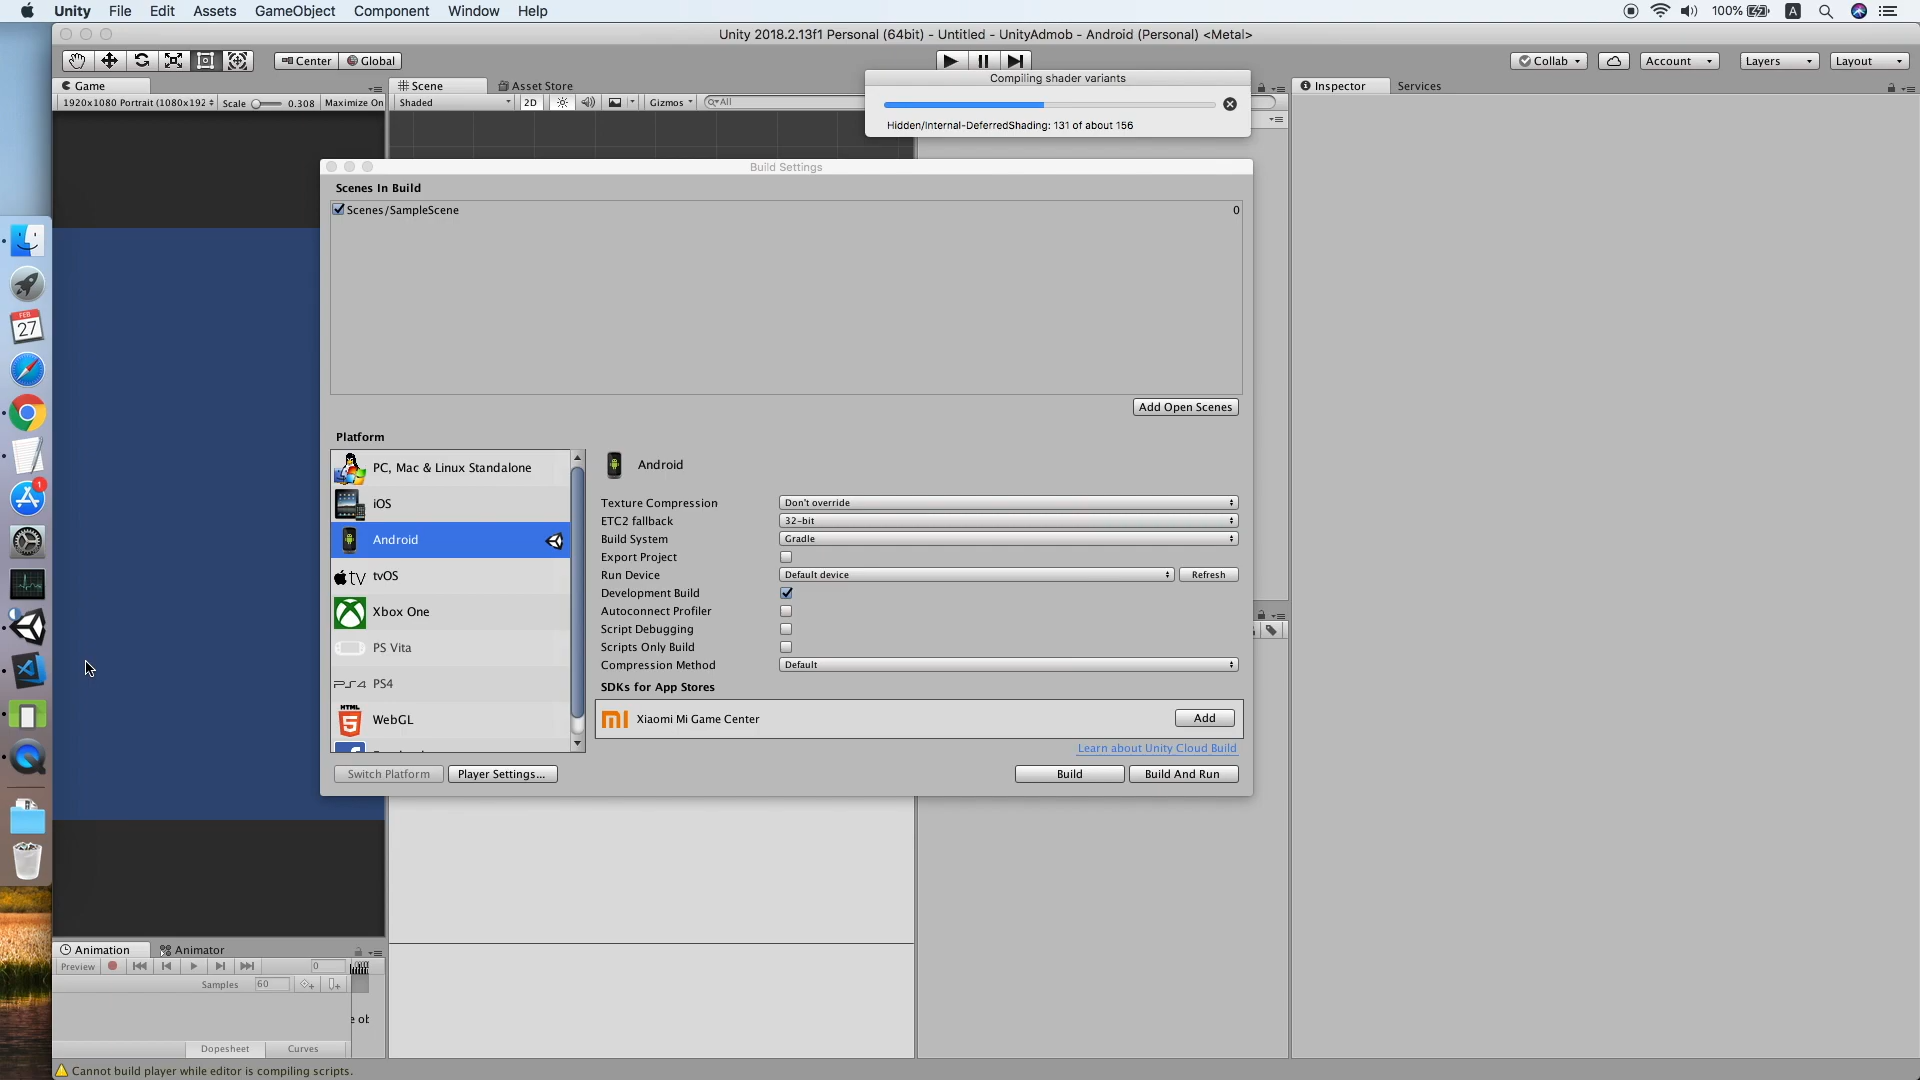 Unity File Edit Assets GameObject Component Window Help
100% A
Unity 2018.2.13f1 Personal (64bit) - Untitled - UnityAdmob - Android (Personal) <Metal>
Center Global
Collab Account Layers Layout
Game
Scene Asset Store
Inspector Services
1920x1080 Portrait (1080x192 Scale 0.308 Maximize On
Shaded 2D Gizmos All
Compiling shader variants
Hidden/Internal-DeferredShading: 131 of about 156
Build Settings
Scenes In Build
Scenes/SampleScene 0
Add Open Scenes
Platform
PC, Mac & Linux Standalone
iOS
Android
tvOS
Xbox One
PS Vita
PS4
HTML
5
WebGL
Android
Texture Compression Don't override
ETC2 fallback 32-bit
Build System Gradle
Export Project
Run Device Default device Refresh
Development Build
Autoconnect Profiler
Script Debugging
Scripts Only Build
Compression Method Default
SDKs for App Stores
Xiaomi Mi Game Center Add
Learn about Unity Cloud Build
Switch Platform Player Settings... Build Build And Run
FEB
27
1
Animation Animator
Preview 0
Samples 60
e ob
Dopesheet Curves
Cannot build player while editor is compiling scripts.